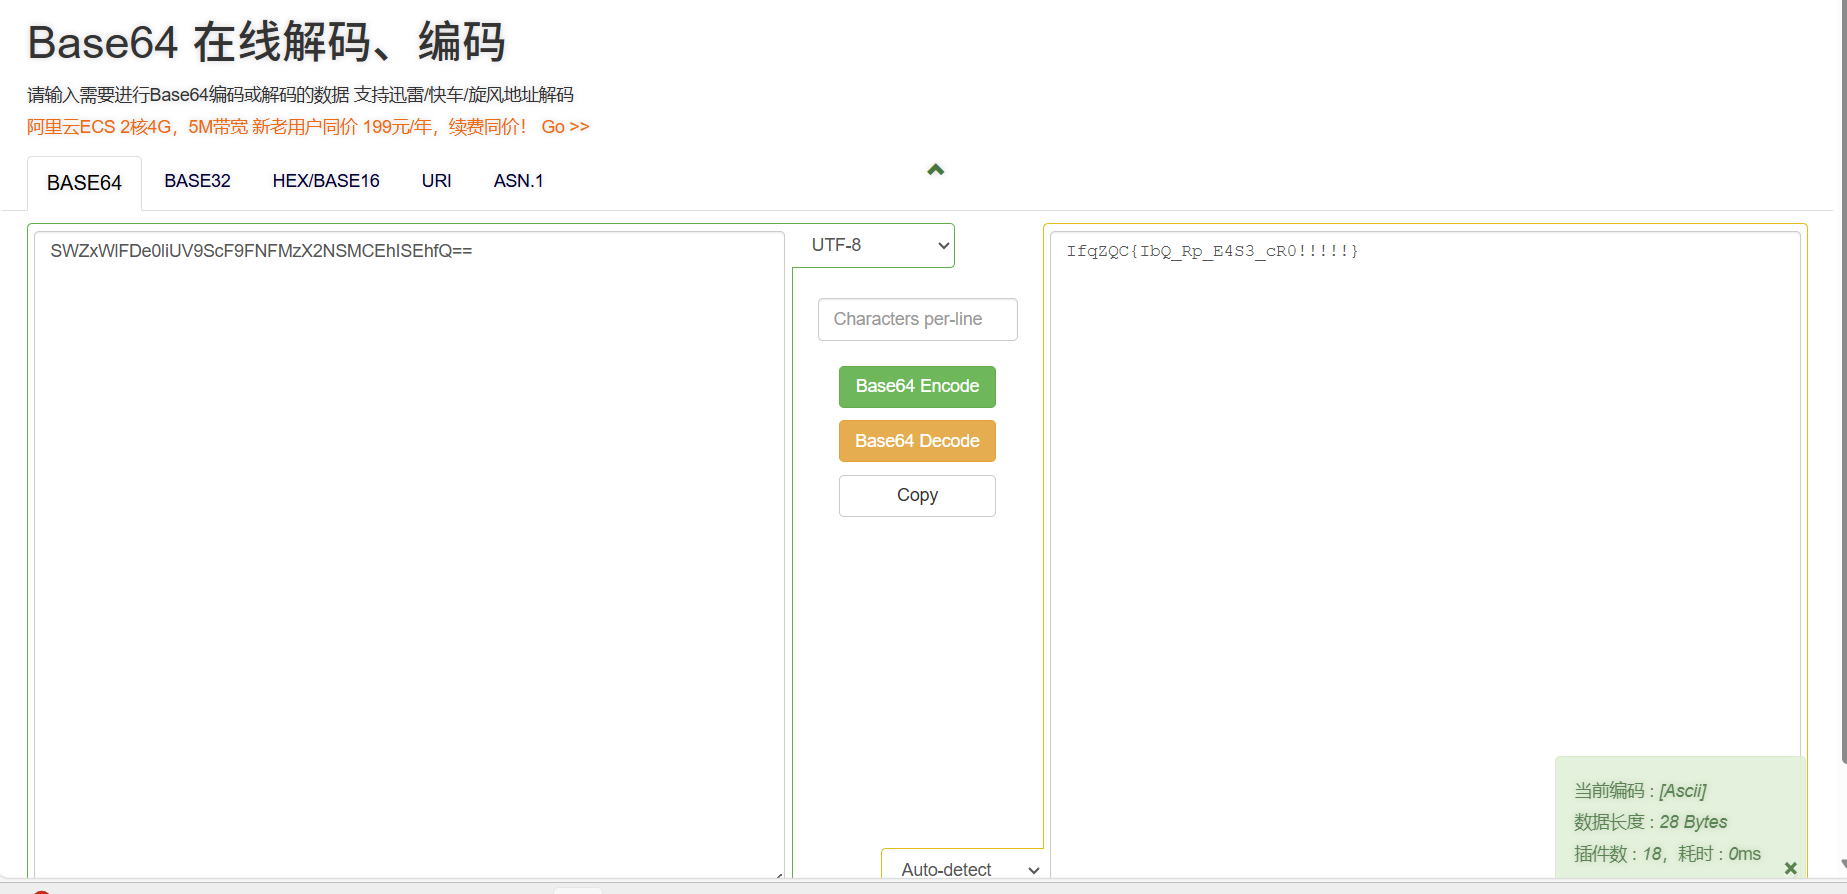 Base64 在线解码、编码
请输入需要进行Base64编码或解码的数据 支持迅雷/快车/旋风地址解码
阿里云ECS 2核4G，5M带宽 新老用户同价 199元/年，续费同价！ Go >>
BASE64 BASE32 HEX/BASE16 URI ASN.1
SWZxWlFDe0liUV9ScF9FNFMzX2NSMCEhISEhfQ==
UTF-8
IfqZQC{IbQ_Rp_E4S3_cR0!!!!!}
Characters per-line
Base64 Encode
Base64 Decode
Copy
当前编码 : [Ascii]
数据长度 : 28 Bytes
插件数 : 18，耗时 : 0ms
Auto-detect